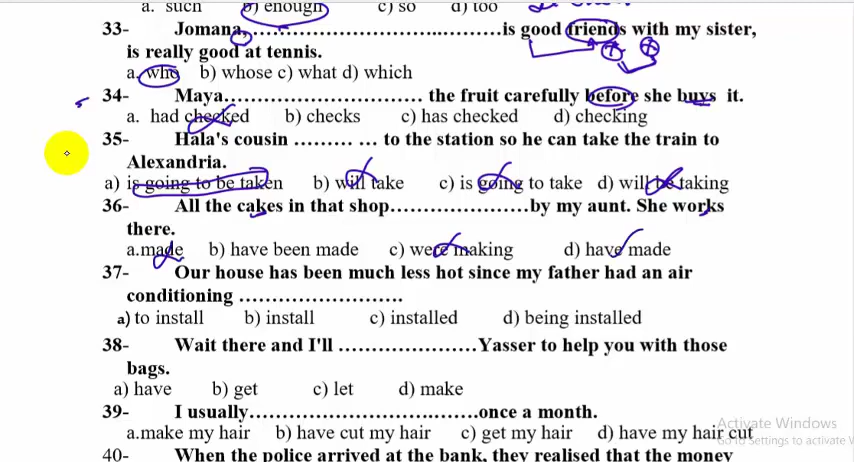 a. such b) enough c) so d) too
33- Jomana, ………………………………………is good friends with my sister,
is really good at tennis.
a. who b) whose c) what d) which
34- Maya………………………… the fruit carefully before she buys it.
a. had checked b) checks c) has checked d) checking
35- Hala's cousin ……… … to the station so he can take the train to
Alexandria.
a) is going to be taken b) will take c) is going to take d) will be taking
36- All the cakes in that shop…………………by my aunt. She works
there.
a.made b) have been made c) were making d) have made
37- Our house has been much less hot since my father had an air
conditioning …………………….
a) to install b) install c) installed d) being installed
38- Wait there and I'll …………………Yasser to help you with those
bags.
a) have b) get c) let d) make
39- I usually……………………………once a month.
a.make my hair b) have cut my hair c) get my hair d) have my hair cut
40- When the police arrived at the bank, they realised that the money
Activate Windows
Go to Settings to activate